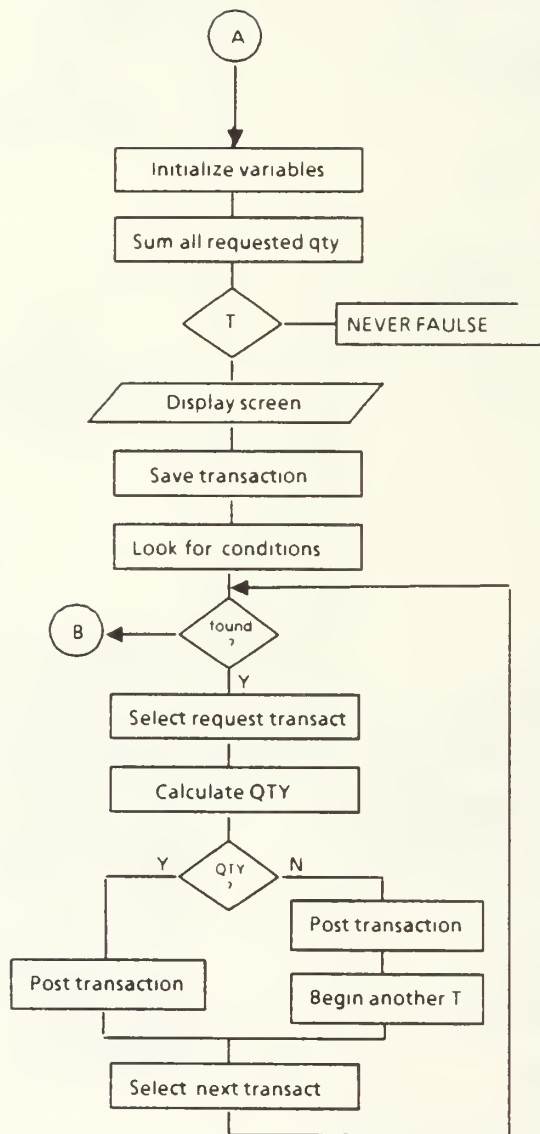 A
Initialize variables
Sum all requested qty
T
NEVER FAULSE
Display screen
Save transaction
Look for conditions
found
?
B
Y
Select request transact
Calculate QTY
QTY
?
Y
N
Post transaction
Post transaction
Begin another T
Select next transact